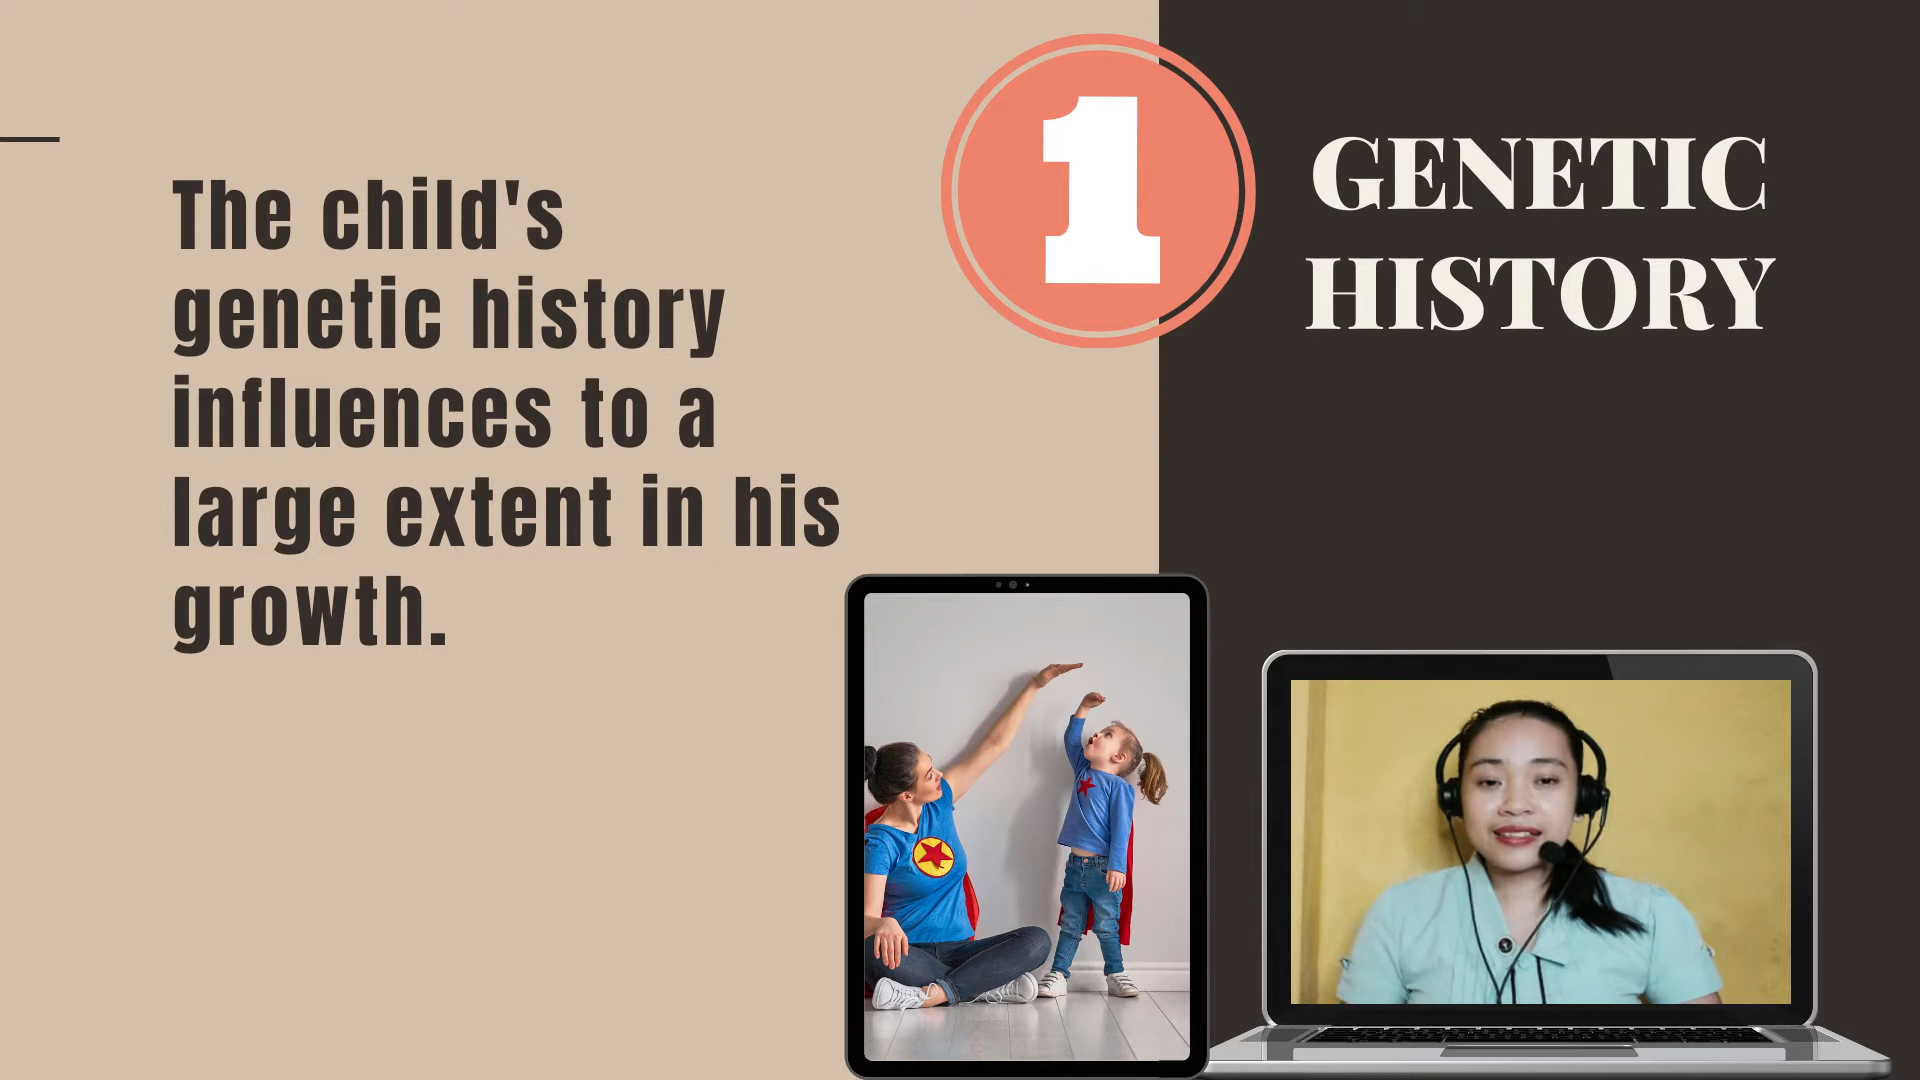 The child's
genetic history
influences to a
large extent in his
growth.
1
GENETIC
HISTORY